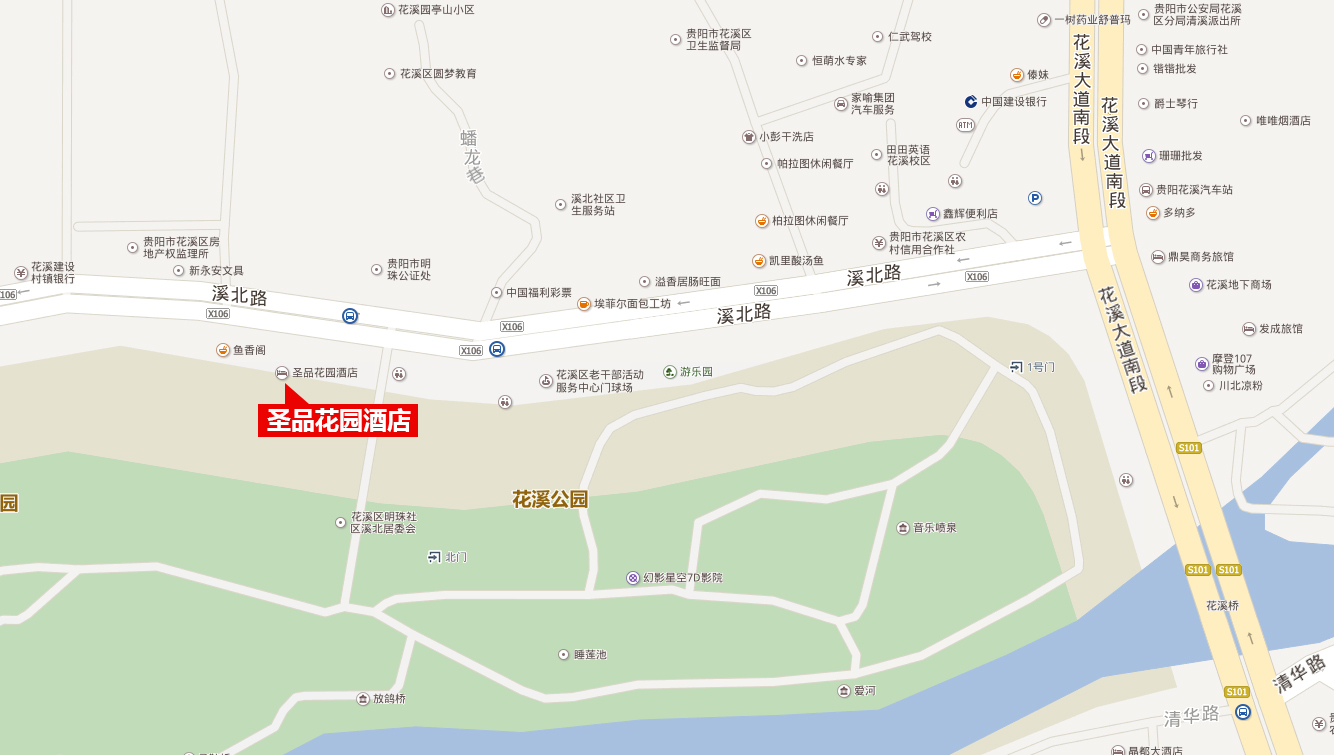 花溪园亭山小区
贵阳市公安局花溪
区分局清溪派出所
一树药业舒普玛
贵阳市花溪区
卫生监督局
仁武驾校
中国青年旅行社
恒萌水专家
花溪区圆梦教育
傣妹
锴锴批发
花溪大道南段
花溪大道南段
家喻集团
汽车服务
中国建设银行
爵士琴行
ATM
唯唯烟酒店
小彭干洗店
蟠龙巷
田田英语
花溪校区
帕拉图休闲餐厅
珊珊批发
贵阳花溪汽车站
溪北社区卫
生服务站
P
鑫辉便利店
多纳多
柏拉图休闲餐厅
贵阳市花溪区房
地产权监理所
贵阳市花溪区农
村信用合作社
鼎昊商务旅馆
花溪建设
村镇银行
新永安文具
贵阳市明
珠公证处
凯里酸汤鱼
溢香居肠旺面
溪北路
X106
花溪地下商场
X106
溪北路
中国福利彩票
X106
埃菲尔面包工坊
花溪大道南段
X106
溪北路
X106
发成旅馆
鱼香阁
X106
圣品花园酒店
花溪区老干部活动
服务中心门球场
游乐园
1号门
摩登107
购物广场
川北凉粉
圣品花园酒店
S101
园
花溪公园
花溪区明珠社
区溪北居委会
音乐喷泉
北门
幻影星空7D影院
S101
S101
花溪桥
睡莲池
放鸽桥
爱河
清华路
S101
清华路
晶都大酒店